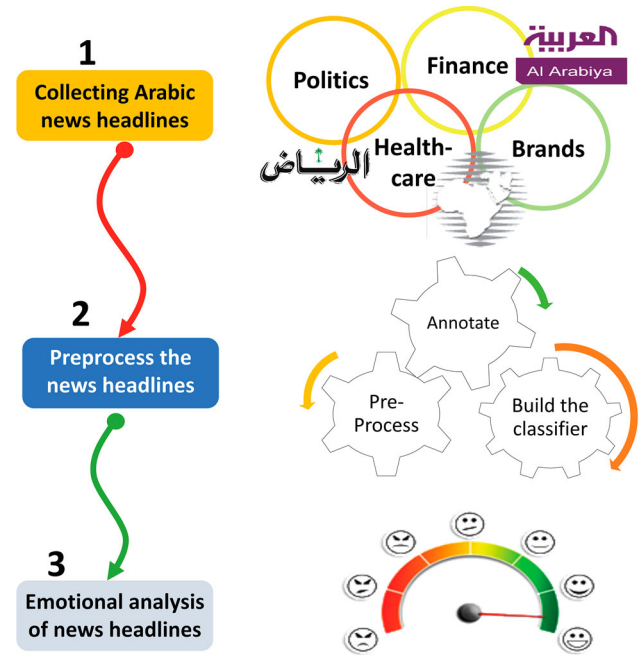 1
Collecting Arabic
news headlines
Politics
Finance
العربية
Al Arabiya
الرياض
Health-
care
Brands
2
Preprocess the
news headlines
Annotate
Pre-
Process
Build the
classifier
3
Emotional analysis
of news headlines